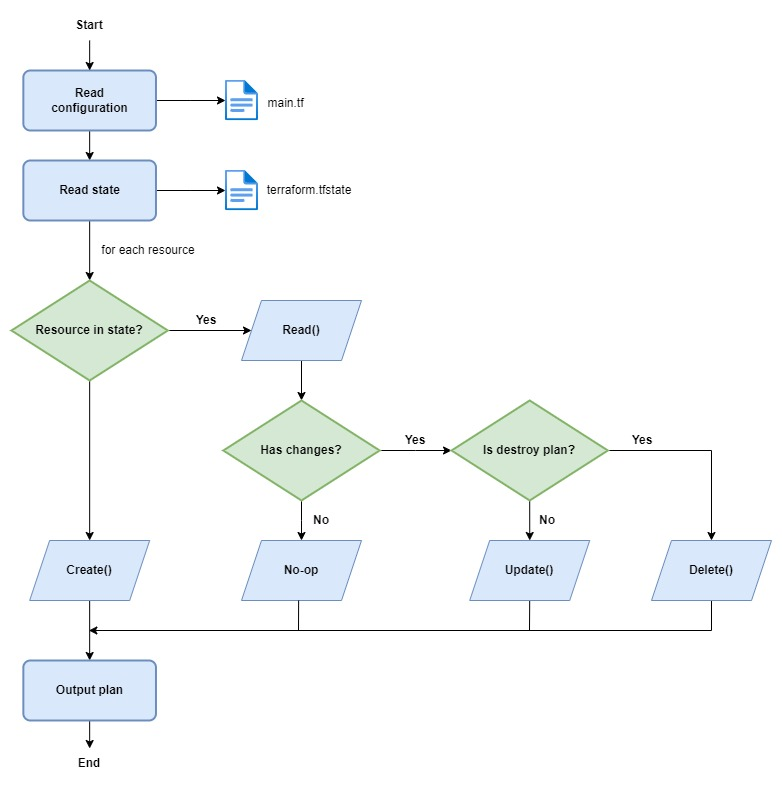 Start
Read
configuration
main.tf
Read state
terraform.tfstate
for each resource
Resource in state?
Yes
Read()
Has changes?
Yes
Is destroy plan?
Yes
No
No
Create()
No-op
Update()
Delete()
Output plan
End